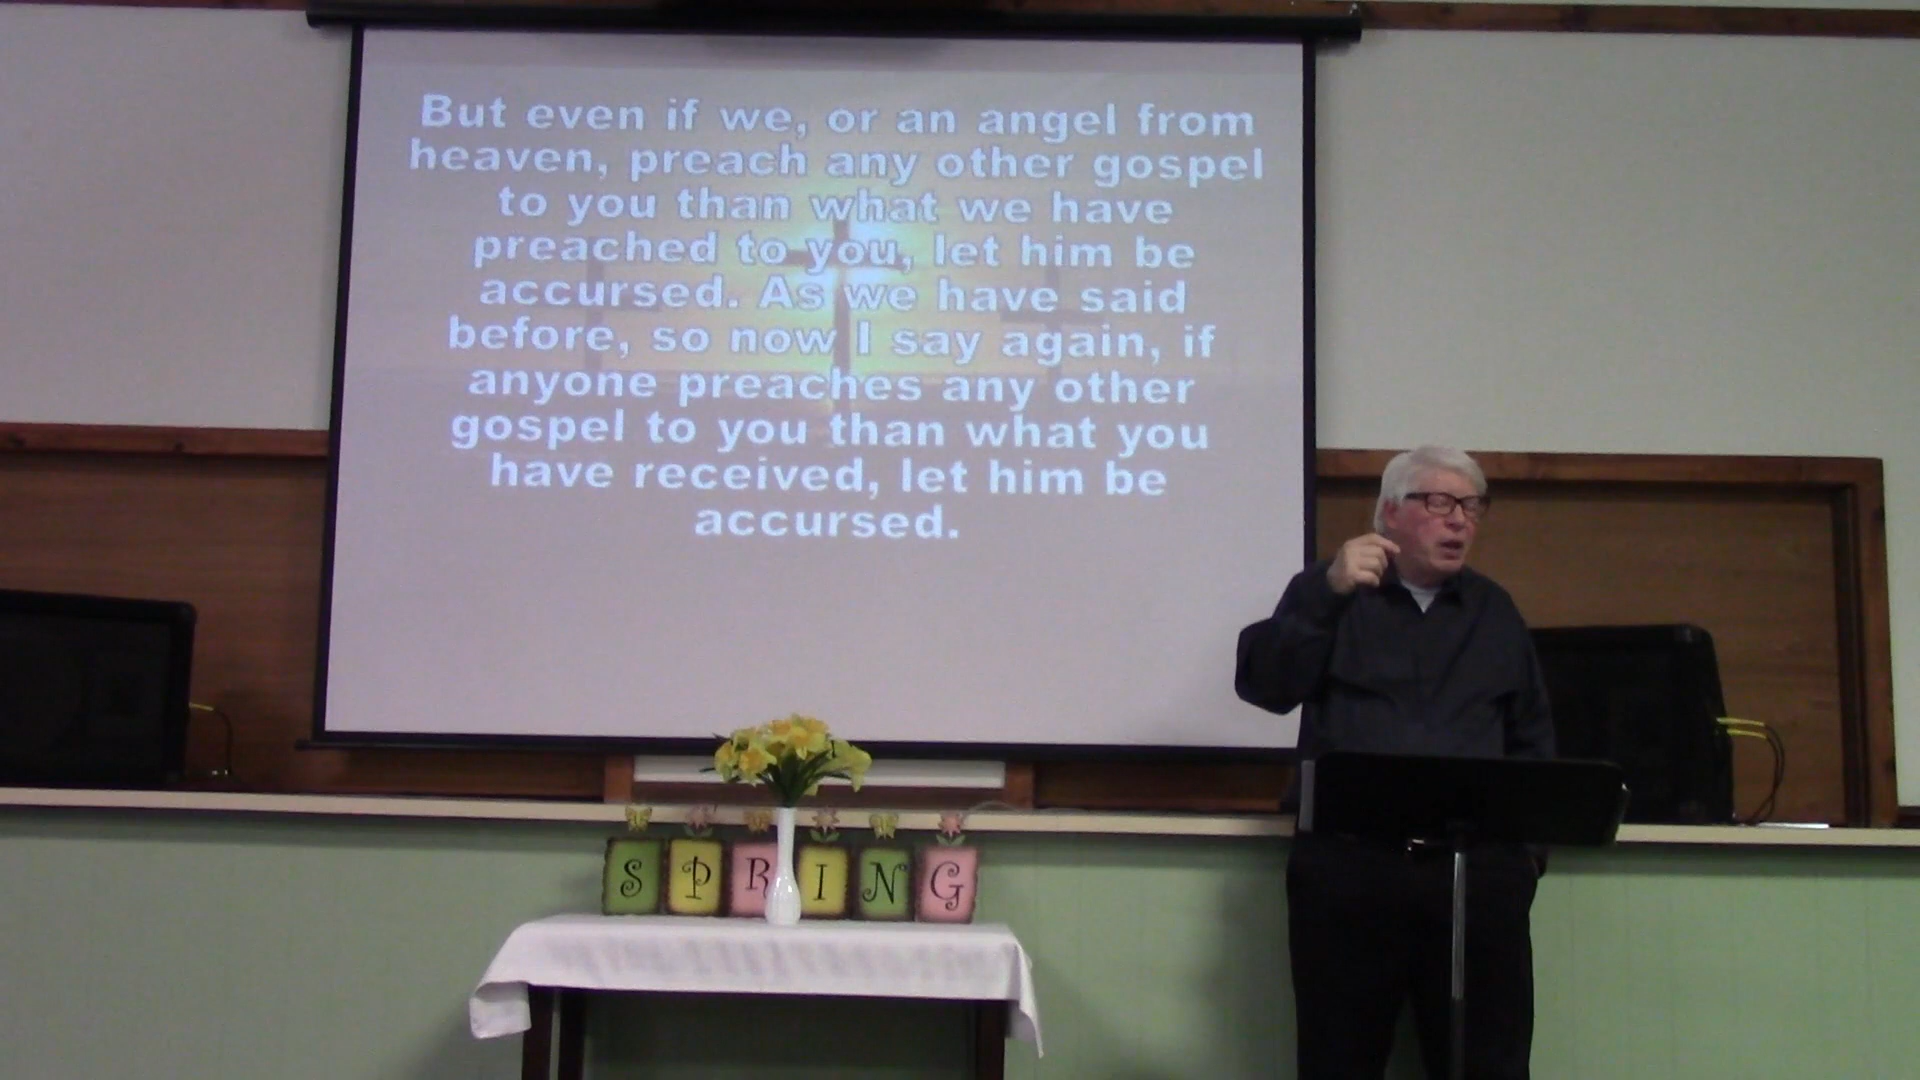 But even if we, or an angel from
heaven, preach any other gospel
to you than what we have
preached to you, let him be
accursed. As we have said
before, so now I say again, if
anyone preaches any other
gospel to you than what you
have received, let him be
accursed.
SPRING